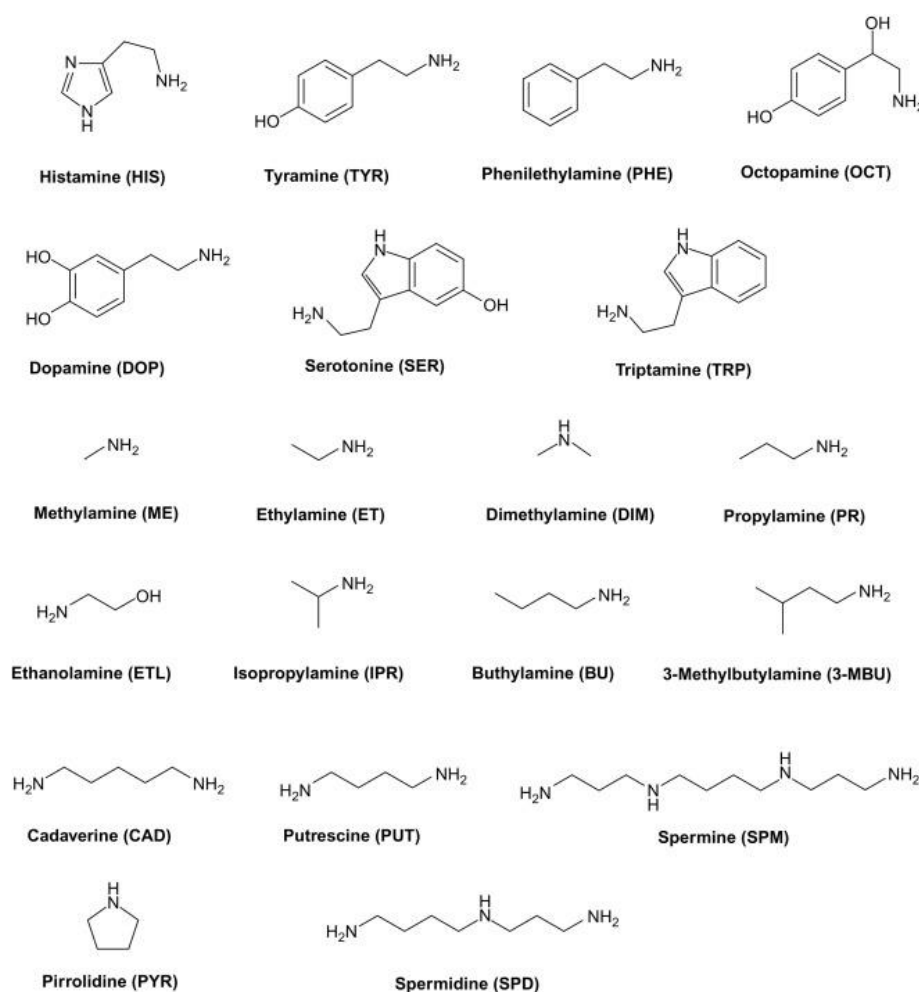 N
NH2
N
H
Histamine (HIS)
NH2
HO
Tyramine (TYR)
NH2
Phenilethylamine (PHE)
OH
NH2
HO
Octopamine (OCT)
HO
NH2
HO
Dopamine (DOP)
H
N
OH
H2N
Serotonine (SER)
H
N
H2N
Triptamine (TRP)
NH2
Methylamine (ME)
NH2
Ethylamine (ET)
H
N
Dimethylamine (DIM)
NH2
Propylamine (PR)
OH
H2N
Ethanolamine (ETL)
NH2
Isopropylamine (IPR)
NH2
Buthylamine (BU)
NH2
3-Methylbutylamine (3-MBU)
H2N NH2
Cadaverine (CAD)
NH2
H2N
Putrescine (PUT)
H
N
H2N N NH2
H
Spermine (SPM)
H
N
Pirrolidine (PYR)
H
N
H2N NH2
Spermidine (SPD)